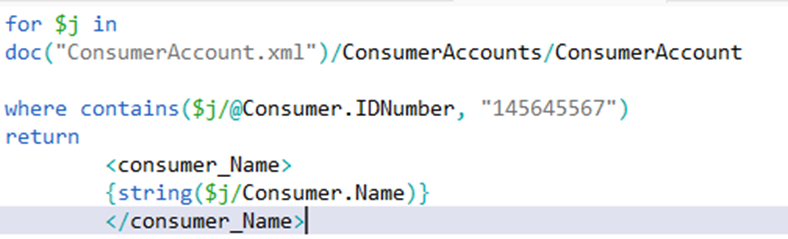 for $j in
doc("ConsumerAccount.xml")/ConsumerAccounts/ConsumerAccount
where contains($j/@Consumer.IDNumber, "145645567")
return
<consumer_Name>
{string($j/Consumer.Name)}
</consumer_Name>